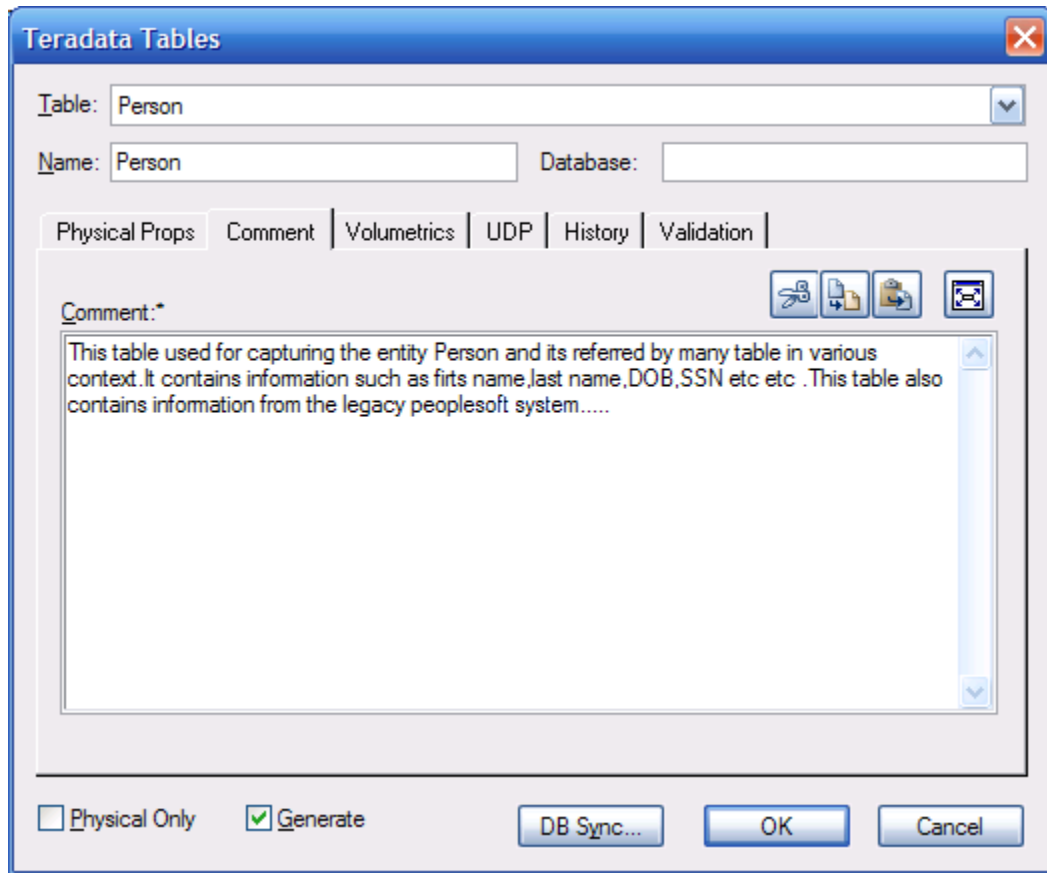 Teradata Tables
Table: Person
Name: Person Database:
Physical Props Comment Volumetrics UDP History Validation
Comment:*
This table used for capturing the entity Person and its referred by many table in various
context.It contains information such as firts name,last name,DOB,SSN etc etc .This table also
contains information from the legacy peoplesoft system.....
Physical Only Generate DB Sync... OK Cancel